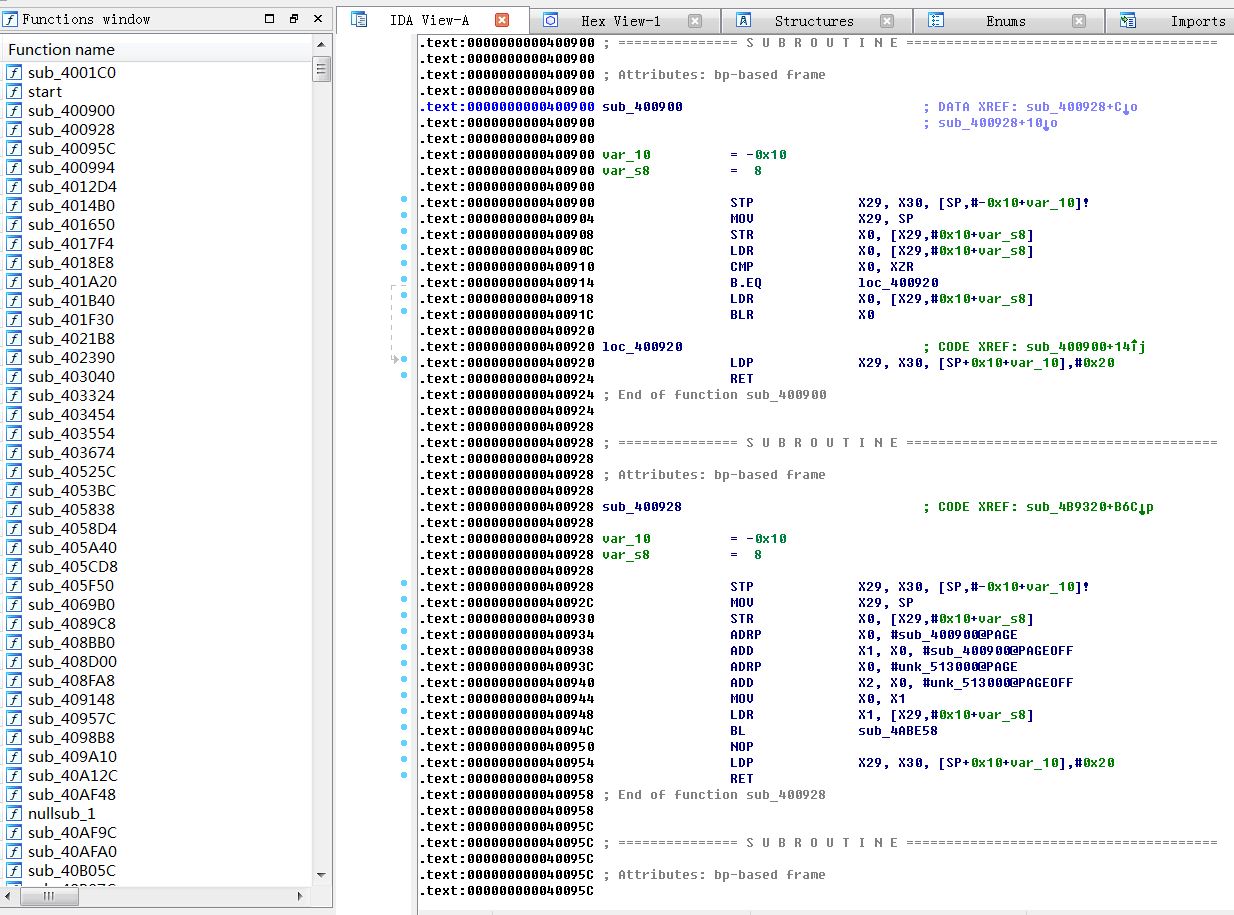 Functions window
Function name
sub_4001C0
start
sub_400900
sub_400928
sub_40095C
sub_400994
sub_4012D4
sub_4014B0
sub_401650
sub_4017F4
sub_4018E8
sub_401A20
sub_401B40
sub_401F30
sub_4021B8
sub_402390
sub_403040
sub_403324
sub_403454
sub_403554
sub_403674
sub_40525C
sub_4053BC
sub_405838
sub_4058D4
sub_405A40
sub_405CD8
sub_405F50
sub_4069B0
sub_4089C8
sub_408BB0
sub_408D00
sub_408FA8
sub_409148
sub_40957C
sub_4098B8
sub_409A10
sub_40A12C
sub_40AF48
nullsub_1
sub_40AF9C
sub_40AFA0
sub_40B05C
IDA View-A Hex View-1 Structures Enums Imports
.text:0000000000400900 ; =============== S U B R O U T I N E =======================================
.text:0000000000400900
.text:0000000000400900 ; Attributes: bp-based frame
.text:0000000000400900
.text:0000000000400900 sub_400900 ; DATA XREF: sub_400928+C↓o
.text:0000000000400900 ; sub_400928+10↓o
.text:0000000000400900
.text:0000000000400900 var_10 = -0x10
.text:0000000000400900 var_s8 = 8
.text:0000000000400900
.text:0000000000400900 STP X29, X30, [SP,#-0x10+var_10]!
.text:0000000000400904 MOV X29, SP
.text:0000000000400908 STR X0, [X29,#0x10+var_s8]
.text:000000000040090C LDR X0, [X29,#0x10+var_s8]
.text:0000000000400910 CMP X0, XZR
.text:0000000000400914 B.EQ loc_400920
.text:0000000000400918 LDR X0, [X29,#0x10+var_s8]
.text:000000000040091C BLR X0
.text:0000000000400920
.text:0000000000400920 loc_400920 ; CODE XREF: sub_400900+14↑j
.text:0000000000400920 LDP X29, X30, [SP+0x10+var_10],#0x20
.text:0000000000400924 RET
.text:0000000000400924 ; End of function sub_400900
.text:0000000000400924
.text:0000000000400928
.text:0000000000400928 ; =============== S U B R O U T I N E =======================================
.text:0000000000400928
.text:0000000000400928 ; Attributes: bp-based frame
.text:0000000000400928
.text:0000000000400928 sub_400928 ; CODE XREF: sub_4B9320+B6C↓p
.text:0000000000400928
.text:0000000000400928 var_10 = -0x10
.text:0000000000400928 var_s8 = 8
.text:0000000000400928
.text:0000000000400928 STP X29, X30, [SP,#-0x10+var_10]!
.text:000000000040092C MOV X29, SP
.text:0000000000400930 STR X0, [X29,#0x10+var_s8]
.text:0000000000400934 ADRP X0, #sub_400900@PAGE
.text:0000000000400938 ADD X1, X0, #sub_400900@PAGEOFF
.text:000000000040093C ADRP X0, #unk_513000@PAGE
.text:0000000000400940 ADD X2, X0, #unk_513000@PAGEOFF
.text:0000000000400944 MOV X0, X1
.text:0000000000400948 LDR X1, [X29,#0x10+var_s8]
.text:000000000040094C BL sub_4ABE58
.text:0000000000400950 NOP
.text:0000000000400954 LDP X29, X30, [SP+0x10+var_10],#0x20
.text:0000000000400958 RET
.text:0000000000400958 ; End of function sub_400928
.text:0000000000400958
.text:000000000040095C
.text:000000000040095C ; =============== S U B R O U T I N E =======================================
.text:000000000040095C
.text:000000000040095C ; Attributes: bp-based frame
.text:000000000040095C